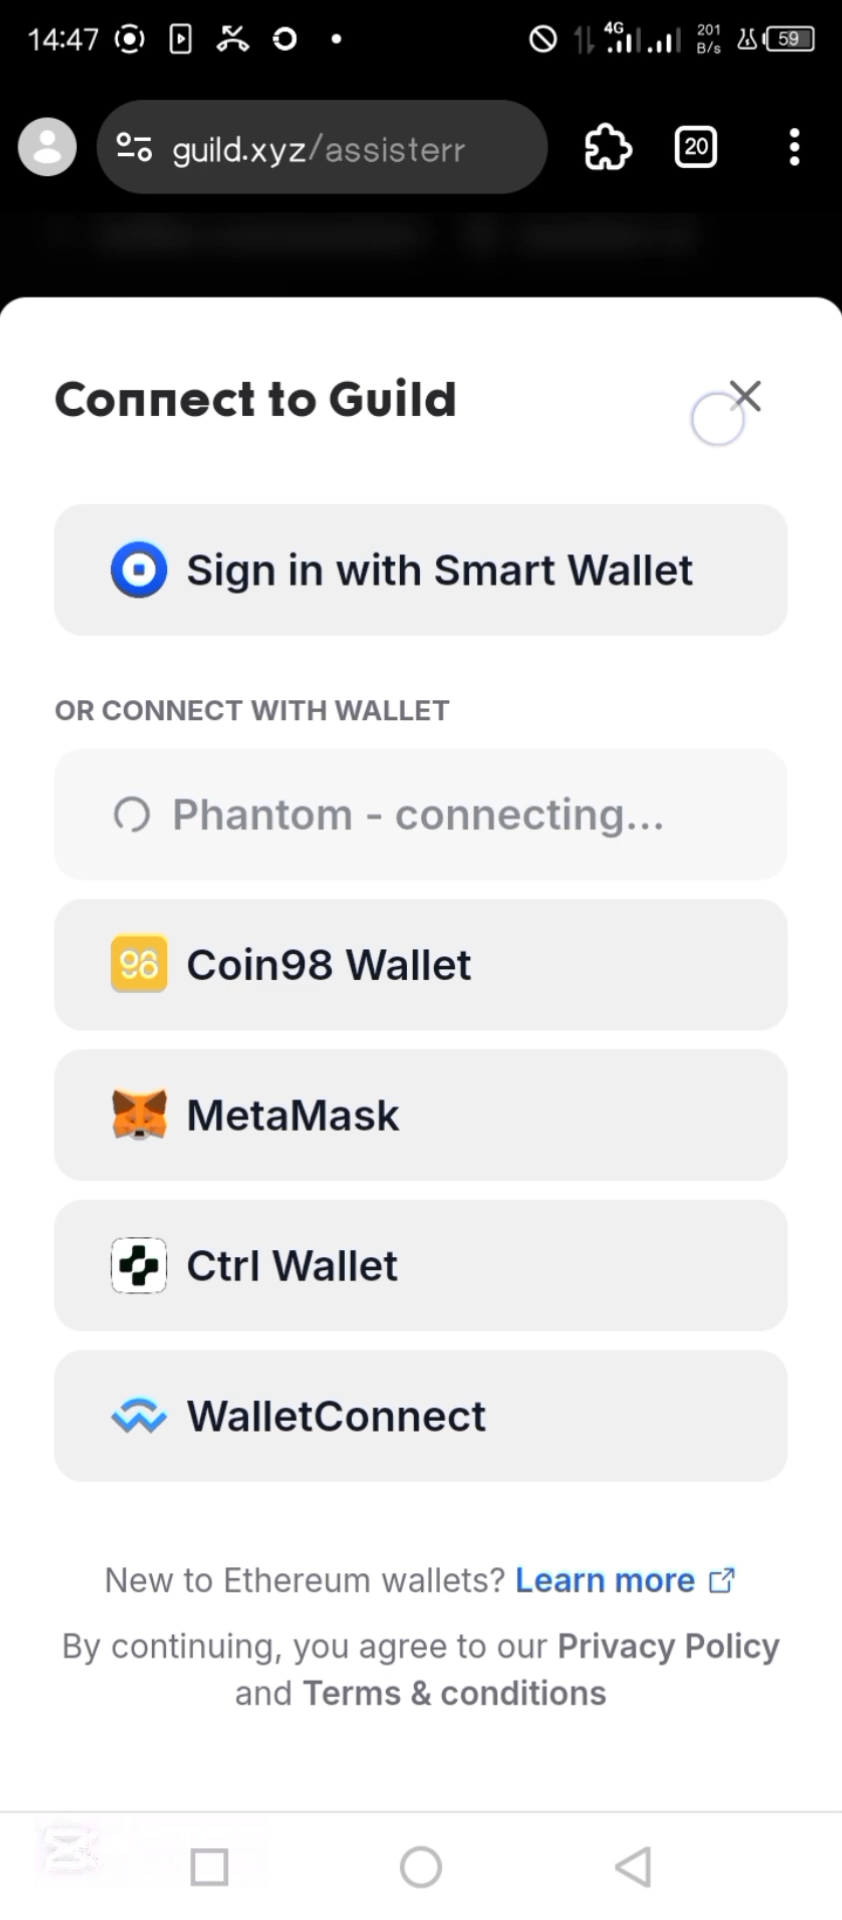 14:47 4G 201 B/s 59
guild.xyz/assisterr 20
Connect to Guild
Sign in with Smart Wallet
OR CONNECT WITH WALLET
Phantom - connecting...
98 Coin98 Wallet
MetaMask
Ctrl Wallet
WalletConnect
New to Ethereum wallets? Learn more
By continuing, you agree to our Privacy Policy
and Terms & conditions